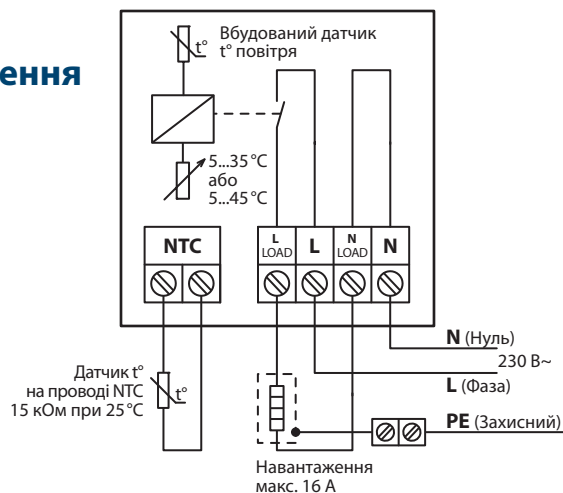 ення
Вбудований датчик
t° повітря
t°
5...35 °C
або
5...45 °C
NTC
L
LOAD
L
N
LOAD
N
N (Нуль)
230 В~
L (Фаза)
PE (Захисний)
Датчик t°
на проводі NTC
15 кОм при 25 °C
t°
Навантаження
макс. 16 А